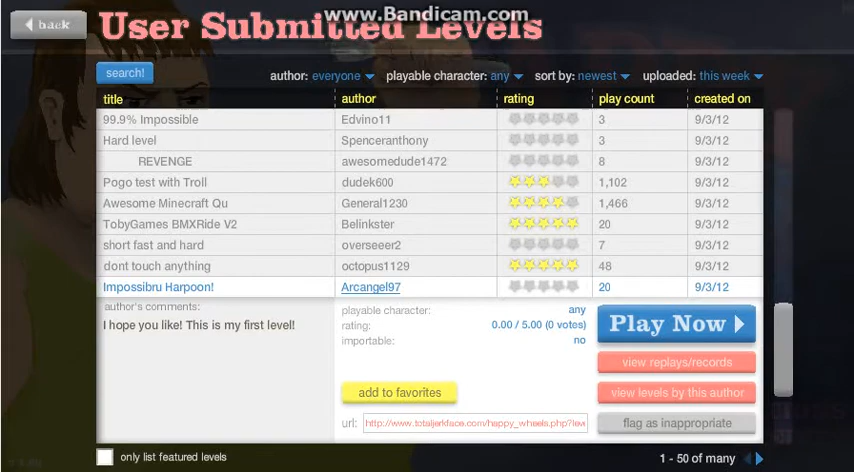 www.Bandicam.com
back
User Submitted Levels
search!
author: everyone playable character: any sort by: newest uploaded: this week
title author rating play count created on
99.9% Impossible Edvino11 3 9/3/12
Hard level Spenceranthony 3 9/3/12
REVENGE awesomedude1472 8 9/3/12
Pogo test with Troll dudek600 1,102 9/3/12
Awesome Minecraft Qu General1230 1,466 9/3/12
TobyGames BMXRide V2 Belinkster 20 9/3/12
short fast and hard overseeer2 7 9/3/12
dont touch anything octopus1129 48 9/3/12
Impossibru Harpoon! Arcangel97 20 9/3/12
author's comments:
I hope you like! This is my first level!
playable character: any
rating: 0.00 / 5.00 (0 votes)
importable: no
Play Now
view replays/records
add to favorites
view levels by this author
url: http://www.totaljerkface.com/happy_wheels.php?leve
flag as inappropriate
only list featured levels
1 - 50 of many